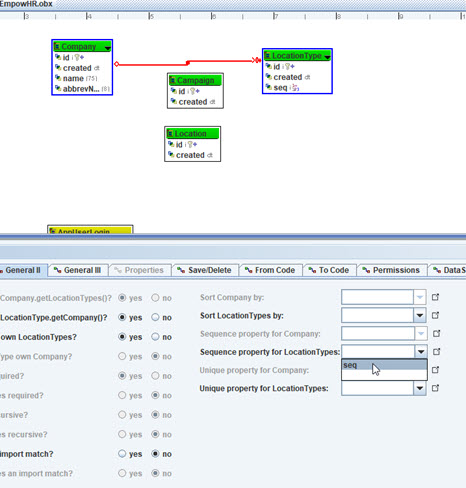 EmpowHR.obx
3 4 5 6 7 8 9 10
Company
id
created dt
name (75)
abbrevN... (8)
LocationType
id
created dt
seq
Campaign
id
created dt
Location
id
created dt
AppUserLogin
General II General III Properties Save/Delete From Code To Code Permissions Data S
Company.getLocationTypes()? yes no Sort Company by:
LocationType.getCompany()? yes no Sort LocationTypes by:
own LocationTypes? yes no Sequence property for Company:
ype own Company? yes no Sequence property for LocationTypes:
seq
quired? yes no Unique property for Company:
es required? yes no Unique property for LocationTypes:
cursive? yes no
es recursive? yes no
import match? yes no
es an import match? yes no